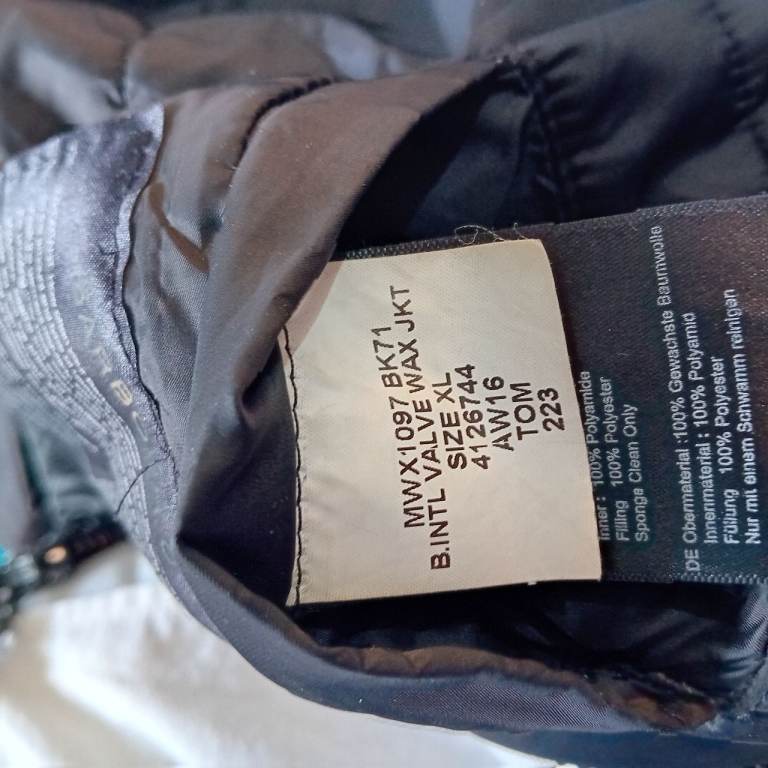 MWX1097 BK71
B.INTL VALVE WAX JKT
SIZE XL
4126744
AW16
TOM
223
Inner: 100% Polyamide
Filling 100% Polyester
Sponge Clean Only
DE Obermaterial :100% Gewachste Baumwolle
Innermaterial : 100% Polyamid
Füllung 100% Polyester
Nur mit einem Schwamm reinigen